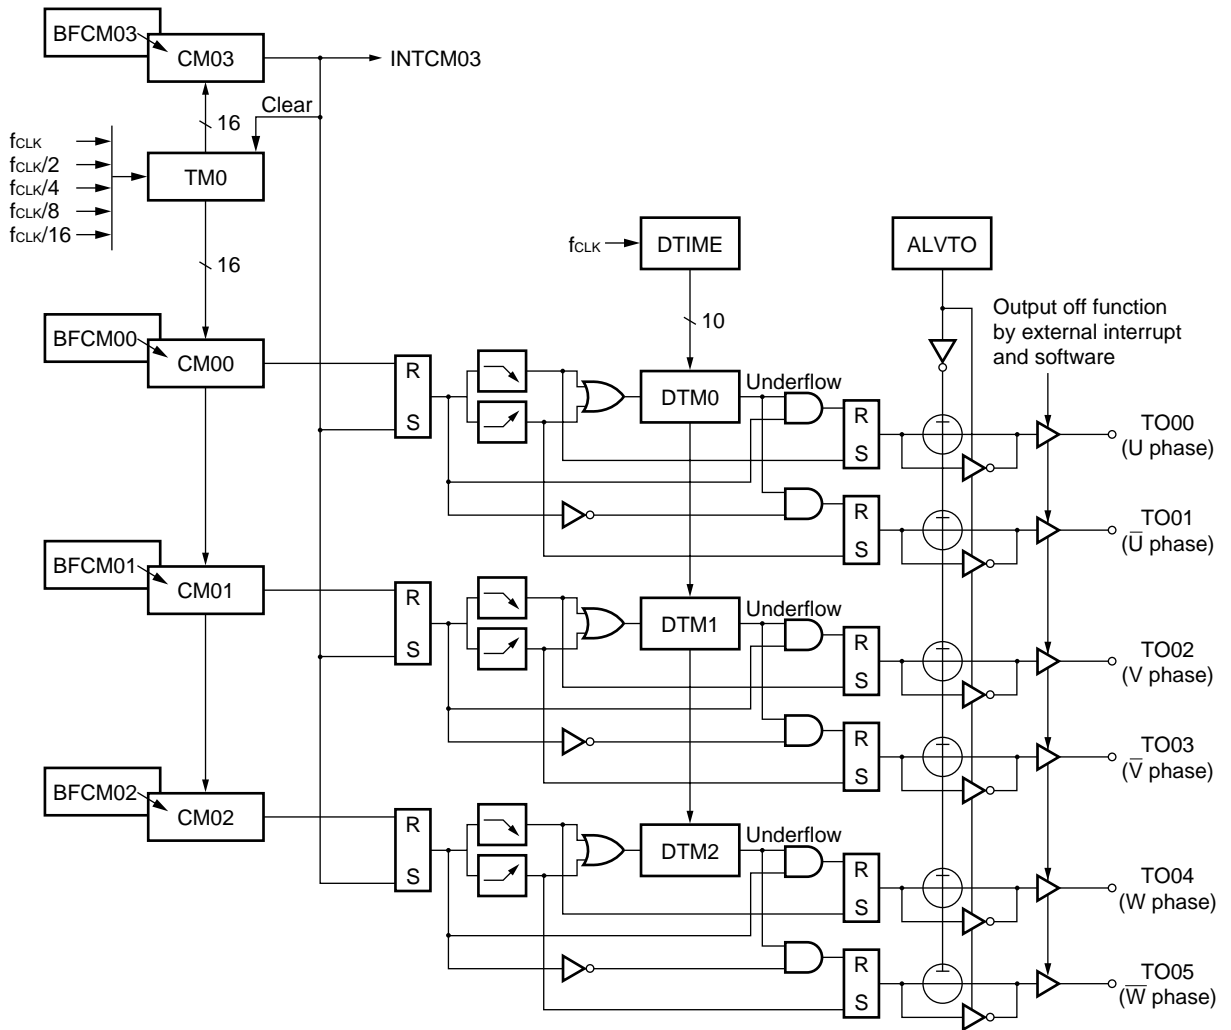 BFCM03
CM03
INTCM03
Clear
16
fCLK
fCLK/2
fCLK/4
fCLK/8
fCLK/16
TM0
16
fCLK
DTIME
ALVTO
10
Output off function
by external interrupt
and software
BFCM00
CM00
R
S
DTM0
Underflow
R
S
TO00
(U phase)
R
S
TO01
(U̅ phase)
BFCM01
CM01
R
S
DTM1
Underflow
R
S
TO02
(V phase)
R
S
TO03
(V̅ phase)
BFCM02
CM02
R
S
DTM2
Underflow
R
S
TO04
(W phase)
R
S
TO05
(W̅ phase)